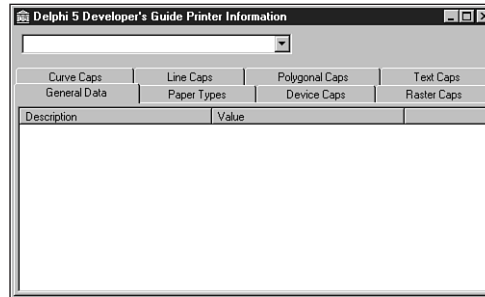 Delphi 5 Developer's Guide Printer Information
Curve Caps Line Caps Polygonal Caps Text Caps
General Data Paper Types Device Caps Raster Caps
Description Value